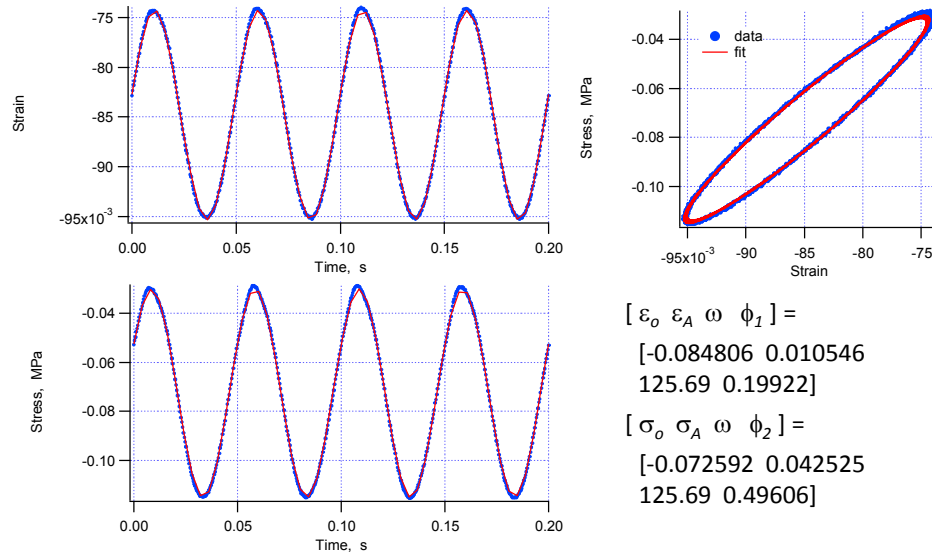 -75
-80
-85
-90
-95x10⁻³
Strain
0.00 0.05 0.10 0.15 0.20
Time, s
-0.04
-0.06
-0.08
-0.10
Stress, MPa
0.00 0.05 0.10 0.15 0.20
Time, s
data
fit
-0.04
-0.06
-0.08
-0.10
Stress, MPa
-95x10⁻³ -90 -85 -80 -75
Strain
[ εₒ ε_A ω ϕ₁ ] =
[-0.084806 0.010546
125.69 0.19922]
[ σₒ σ_A ω ϕ₂ ] =
[-0.072592 0.042525
125.69 0.49606]